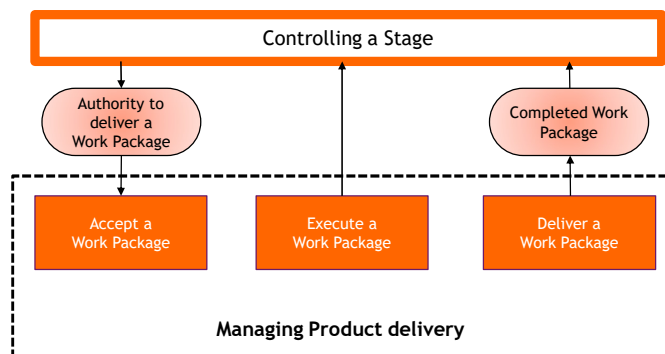 Controlling a Stage
Authority to
deliver a
Work Package
Completed Work
Package
Accept a
Work Package
Execute a
Work Package
Deliver a
Work Package
Managing Product delivery